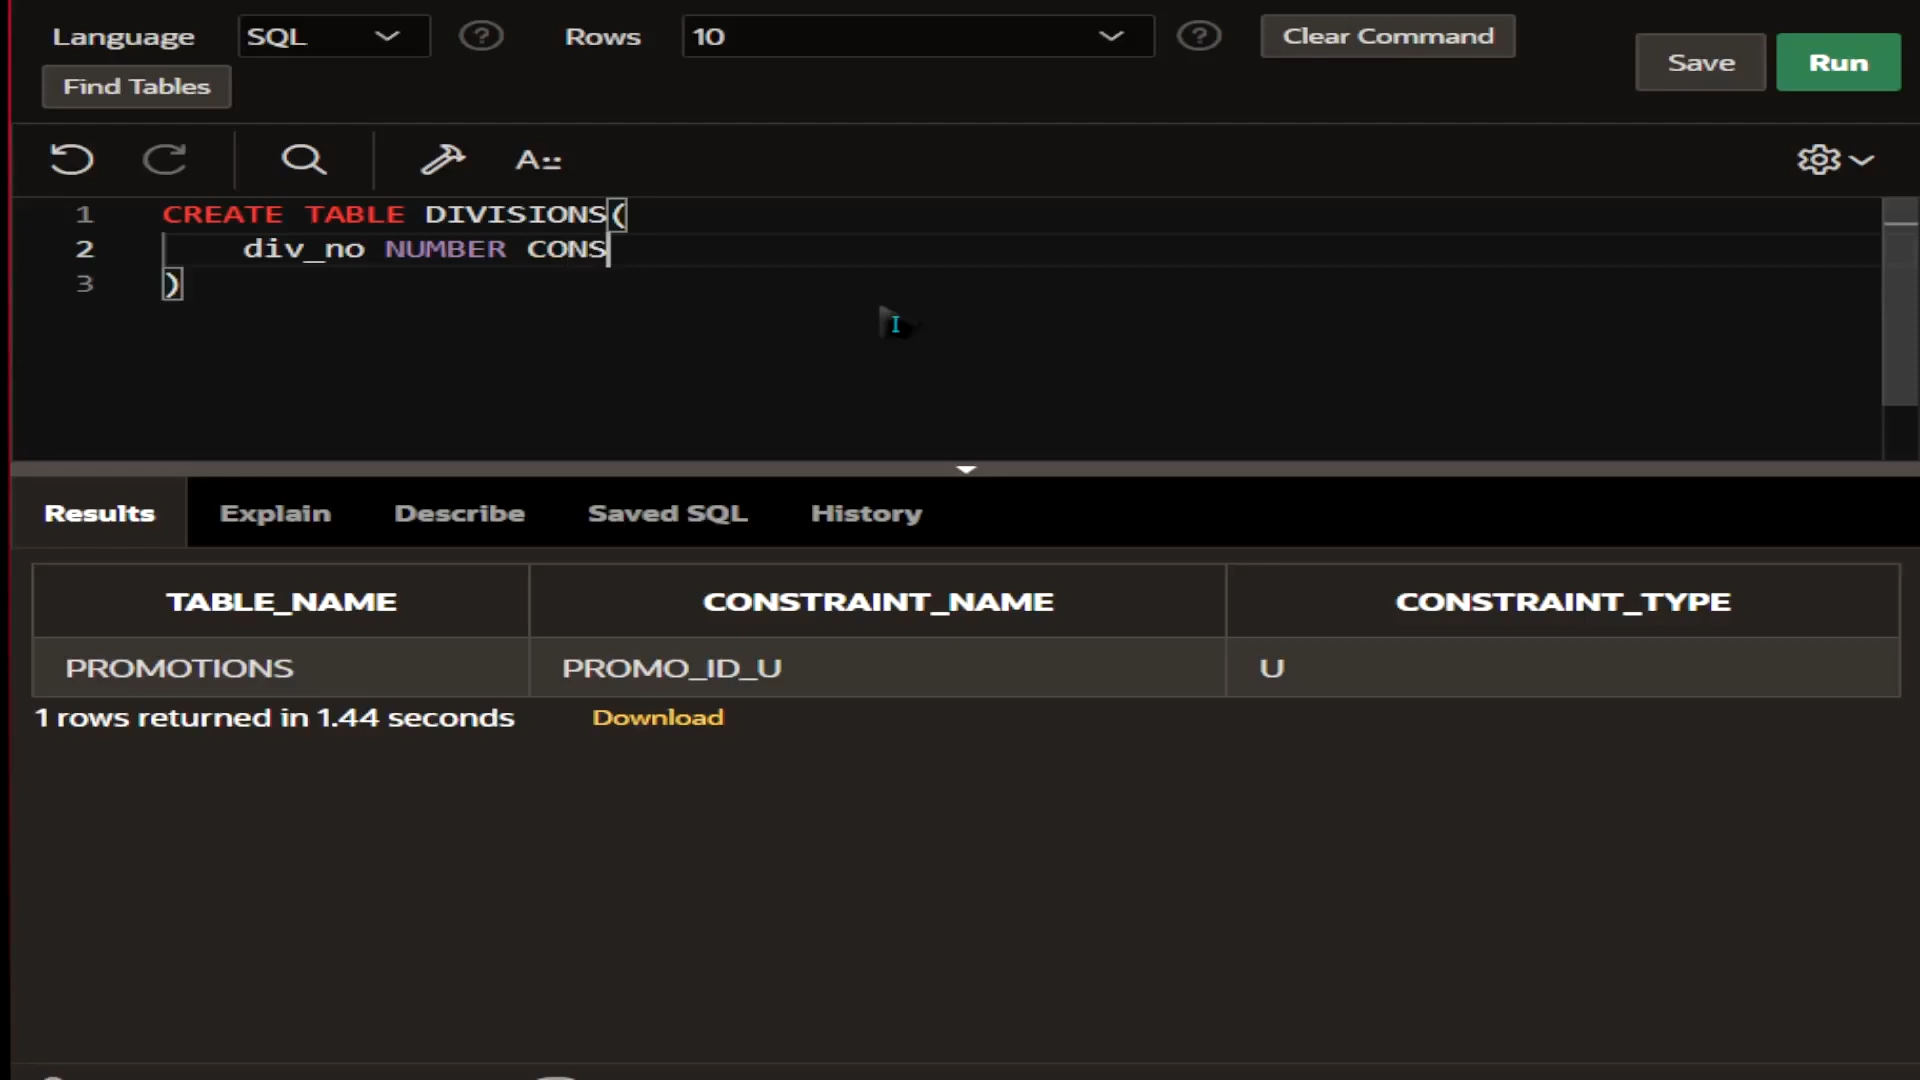 Language SQL ? Rows 10 ? Clear Command
Save Run
Find Tables
A::
1 CREATE TABLE DIVISIONS(
2 div_no NUMBER CONS
3 )
Results Explain Describe Saved SQL History
TABLE_NAME CONSTRAINT_NAME CONSTRAINT_TYPE
PROMOTIONS PROMO_ID_U U
1 rows returned in 1.44 seconds Download